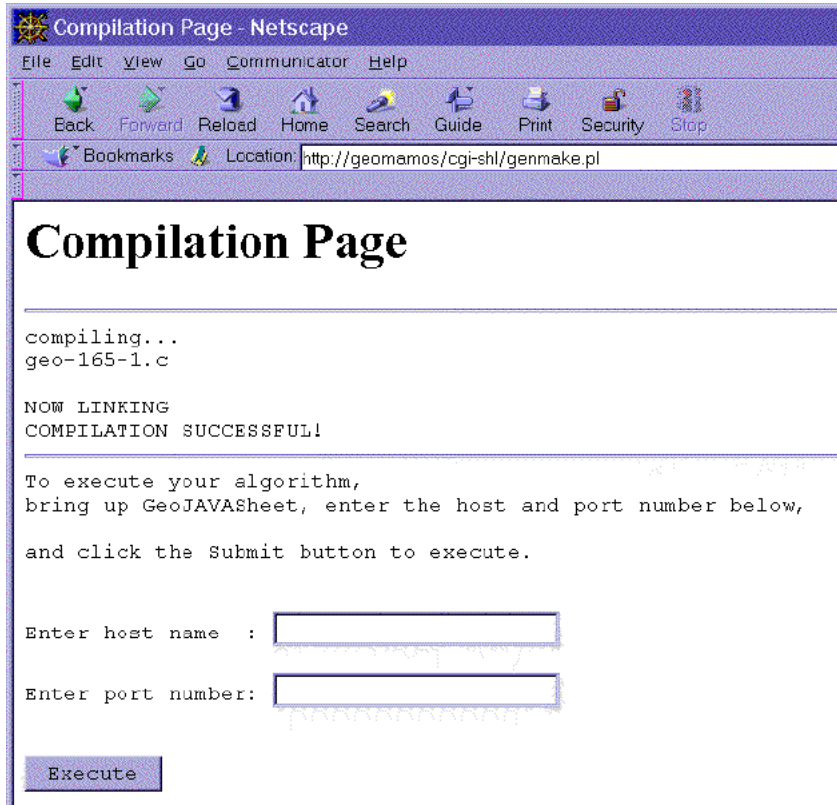 Compilation Page - Netscape
File Edit View Go Communicator Help
Back Forward Reload Home Search Guide Print Security Stop
Bookmarks Location: http://geomamos/cgi-shl/genmake.pl
Compilation Page
compiling...
geo-165-1.c
NOW LINKING
COMPILATION SUCCESSFUL!
To execute your algorithm,
bring up GeoJAVASheet, enter the host and port number below,
and click the Submit button to execute.
Enter host name :
Enter port number:
Execute